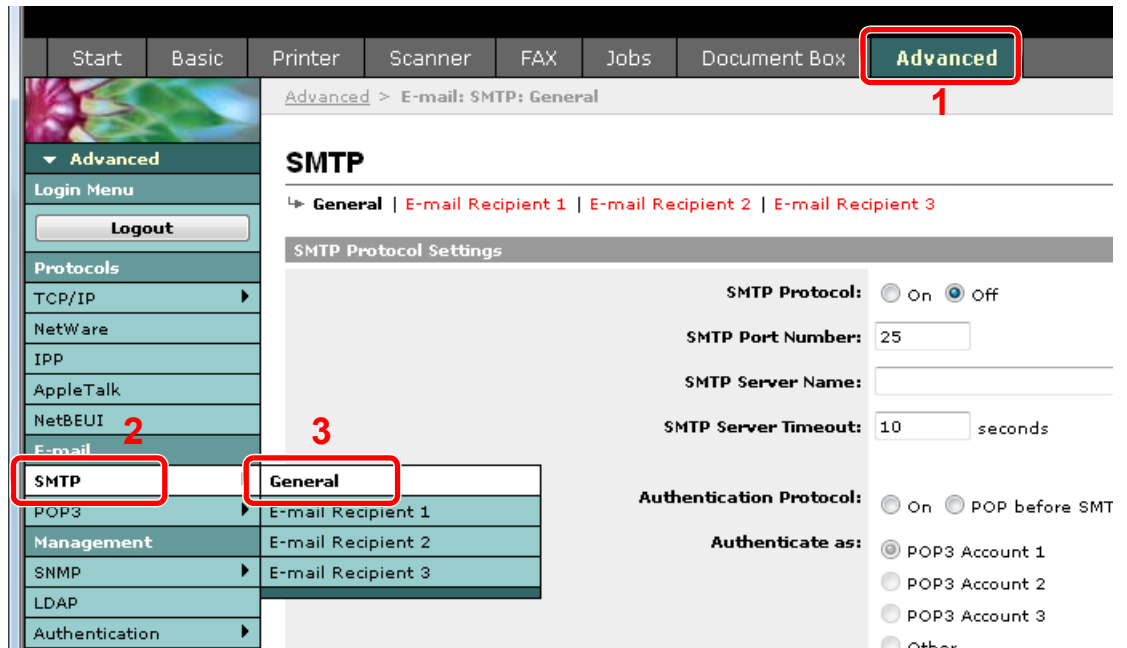 Start Basic Printer Scanner FAX Jobs Document Box Advanced
1
Advanced > E-mail: SMTP: General
Advanced
Login Menu
Logout
Protocols
TCP/IP
NetWare
IPP
AppleTalk
NetBEUI
2
E-mail
SMTP
POP3
Management
SNMP
LDAP
Authentication
3
General
E-mail Recipient 1
E-mail Recipient 2
E-mail Recipient 3
SMTP
General | E-mail Recipient 1 | E-mail Recipient 2 | E-mail Recipient 3
SMTP Protocol Settings
SMTP Protocol: On Off
SMTP Port Number: 25
SMTP Server Name:
SMTP Server Timeout: 10 seconds
Authentication Protocol: On POP before SMT
Authenticate as: POP3 Account 1
POP3 Account 2
POP3 Account 3
Other